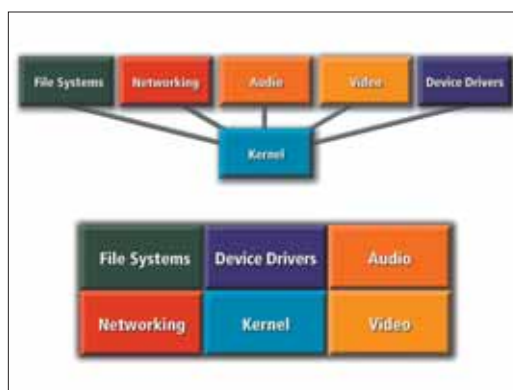 File Systems Networking Audio Video Device Drivers
Kernel
File Systems Device Drivers Audio
Networking Kernel Video